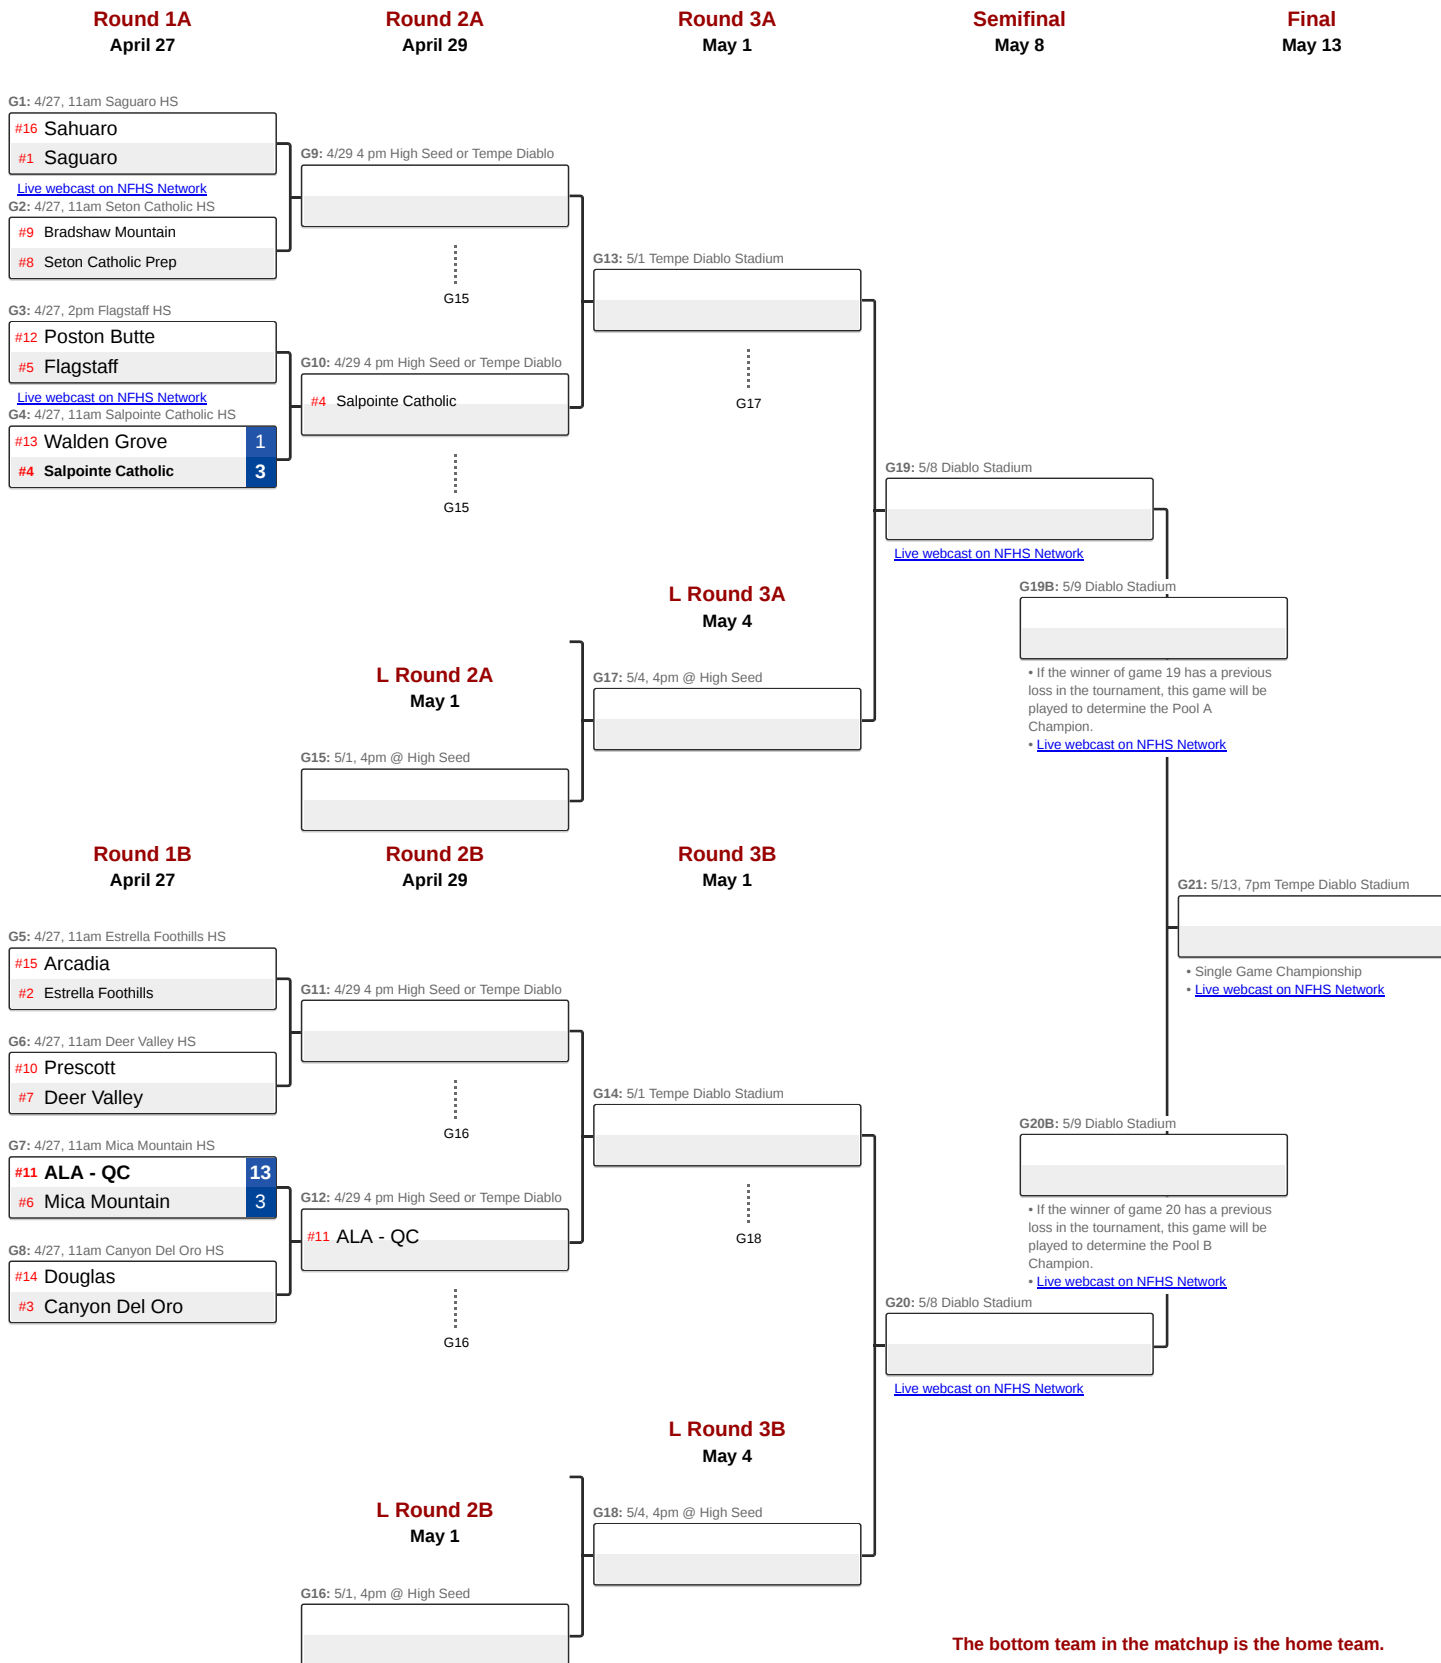 Round 1A
April 27
Round 2A
April 29
Round 3A
May 1
Semifinal
May 8
Final
May 13
G1: 4/27, 11am Saguaro HS
#16 Sahuaro
#1 Saguaro
Live webcast on NFHS Network
G2: 4/27, 11am Seton Catholic HS
#9 Bradshaw Mountain
#8 Seton Catholic Prep
G3: 4/27, 2pm Flagstaff HS
#12 Poston Butte
#5 Flagstaff
Live webcast on NFHS Network
G4: 4/27, 11am Salpointe Catholic HS
#13 Walden Grove 1
#4 Salpointe Catholic 3
G9: 4/29 4 pm High Seed or Tempe Diablo
G15
G10: 4/29 4 pm High Seed or Tempe Diablo
#4 Salpointe Catholic
G15
G13: 5/1 Tempe Diablo Stadium
G17
G19: 5/8 Diablo Stadium
Live webcast on NFHS Network
G19B: 5/9 Diablo Stadium
• If the winner of game 19 has a previous
loss in the tournament, this game will be
played to determine the Pool A
Champion.
• Live webcast on NFHS Network
L Round 3A
May 4
G17: 5/4, 4pm @ High Seed
L Round 2A
May 1
G15: 5/1, 4pm @ High Seed
Round 1B
April 27
Round 2B
April 29
Round 3B
May 1
G21: 5/13, 7pm Tempe Diablo Stadium
• Single Game Championship
• Live webcast on NFHS Network
G5: 4/27, 11am Estrella Foothills HS
#15 Arcadia
#2 Estrella Foothills
G6: 4/27, 11am Deer Valley HS
#10 Prescott
#7 Deer Valley
G7: 4/27, 11am Mica Mountain HS
#11 ALA - QC 13
#6 Mica Mountain 3
G8: 4/27, 11am Canyon Del Oro HS
#14 Douglas
#3 Canyon Del Oro
G11: 4/29 4 pm High Seed or Tempe Diablo
G16
G12: 4/29 4 pm High Seed or Tempe Diablo
#11 ALA - QC
G16
G14: 5/1 Tempe Diablo Stadium
G18
G20B: 5/9 Diablo Stadium
• If the winner of game 20 has a previous
loss in the tournament, this game will be
played to determine the Pool B
Champion.
• Live webcast on NFHS Network
G20: 5/8 Diablo Stadium
Live webcast on NFHS Network
L Round 3B
May 4
G18: 5/4, 4pm @ High Seed
L Round 2B
May 1
G16: 5/1, 4pm @ High Seed
The bottom team in the matchup is the home team.